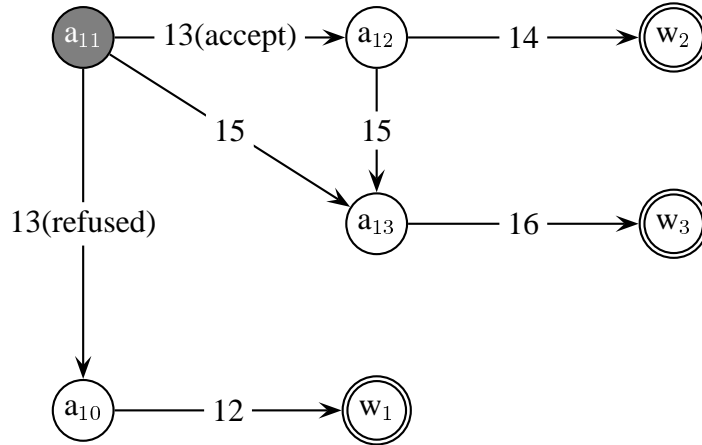 a₁₁ 13(accept) a₁₂ 14 w₂
15 15
13(refused) a₁₃ 16 w₃
a₁₀ 12 w₁